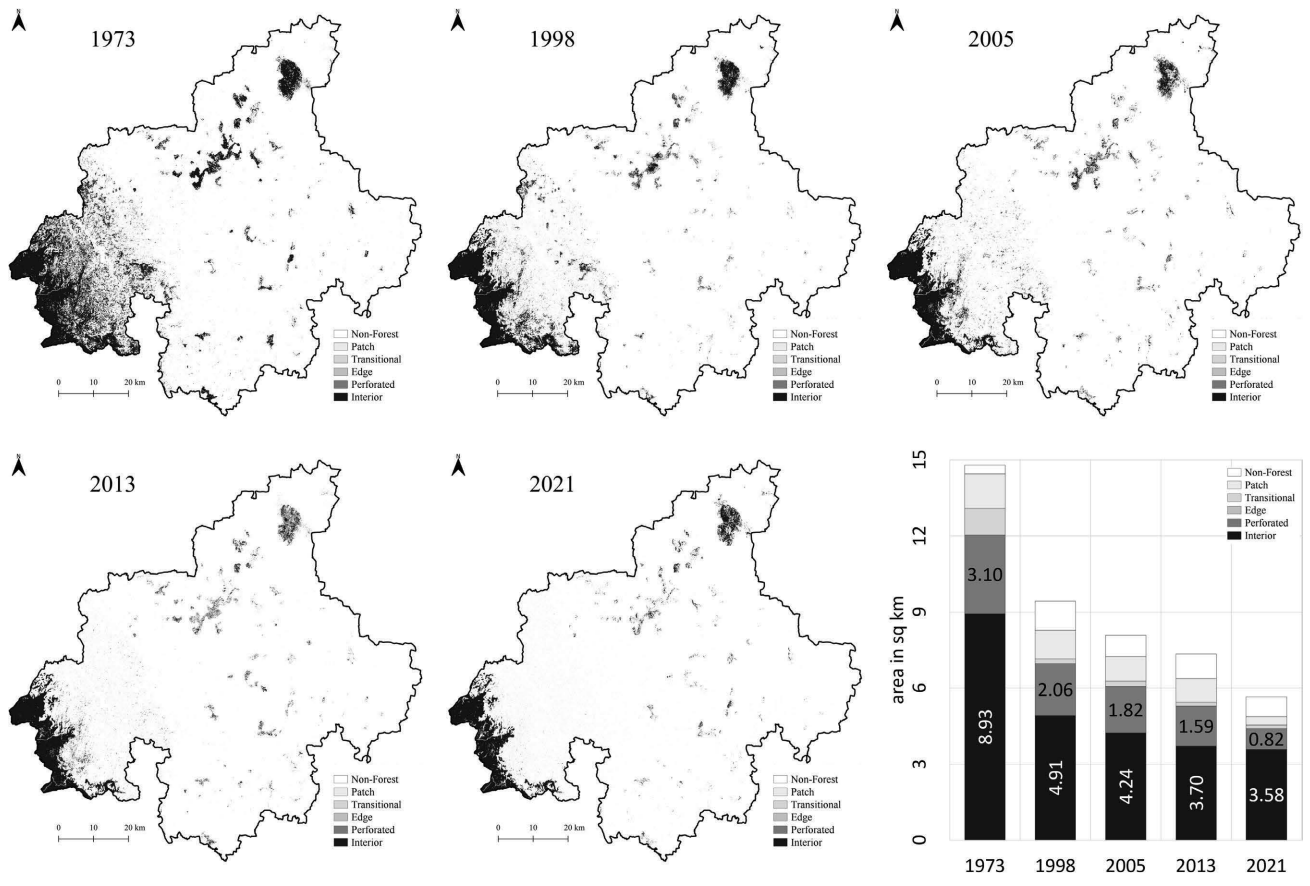 N
1973
Non-Forest
Patch
Transitional
Edge
Perforated
Interior
0 10 20 km
N
1998
Non-Forest
Patch
Transitional
Edge
Perforated
Interior
0 10 20 km
N
2005
Non-Forest
Patch
Transitional
Edge
Perforated
Interior
0 10 20 km
N
2013
Non-Forest
Patch
Transitional
Edge
Perforated
Interior
0 10 20 km
N
2021
Non-Forest
Patch
Transitional
Edge
Perforated
Interior
0 10 20 km
area in sq km
15
12
9
6
3
0
Non-Forest
Patch
Transitional
Edge
Perforated
Interior
3.10
8.93
2.06
4.91
1.82
4.24
1.59
3.70
0.82
3.58
1973 1998 2005 2013 2021